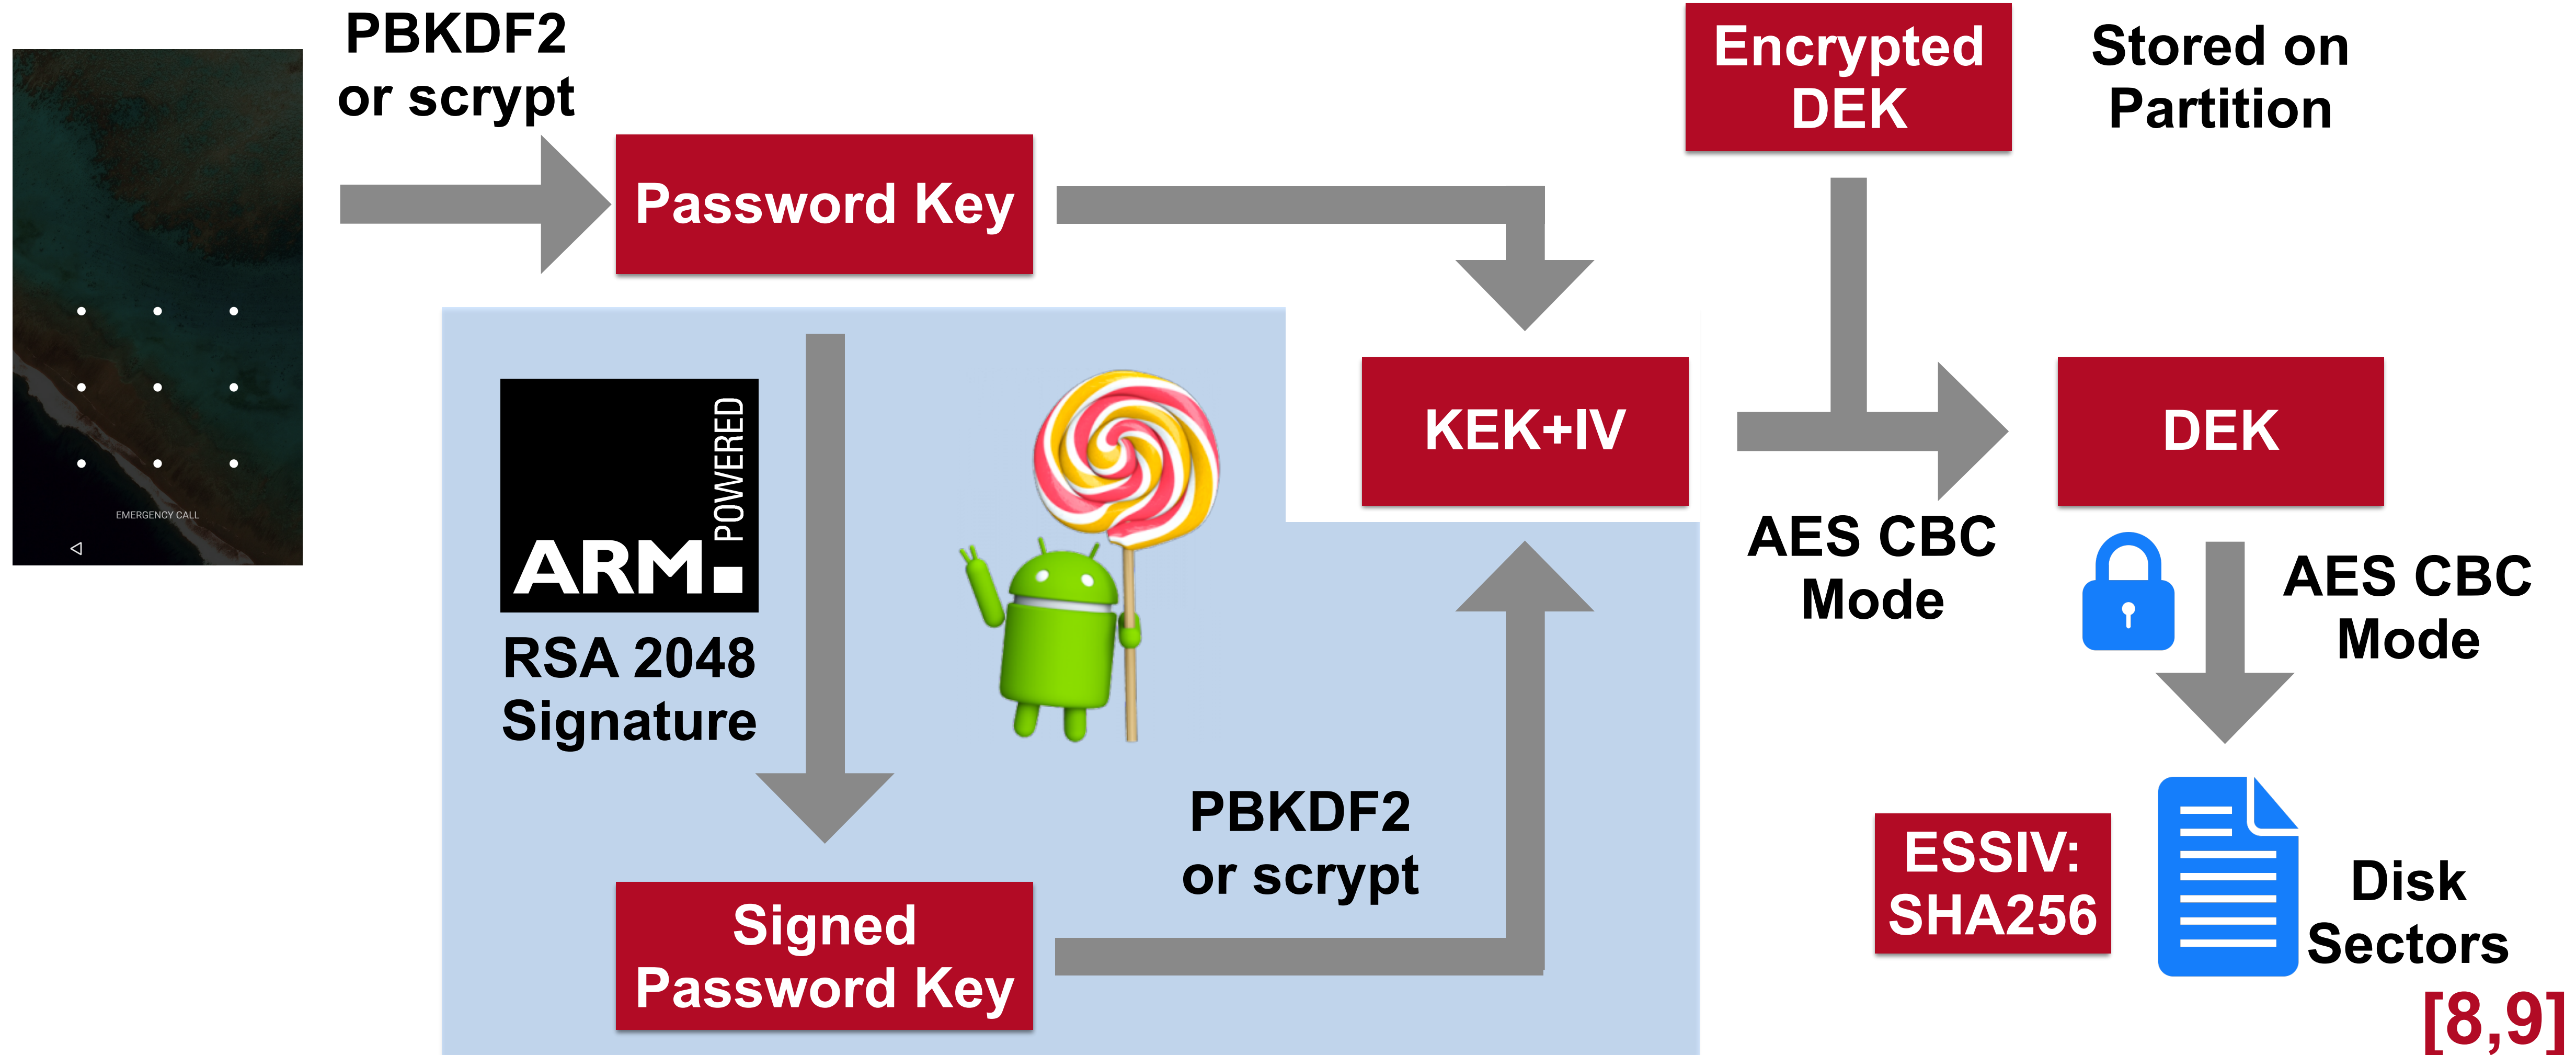 PBKDF2
or scrypt
Encrypted
DEK
Stored on
Partition
Password Key
EMERGENCY CALL
ARM
POWERED
RSA 2048
Signature
KEK+IV
DEK
AES CBC
Mode
AES CBC
Mode
PBKDF2
or scrypt
Signed
Password Key
ESSIV:
SHA256
Disk
Sectors
[8,9]